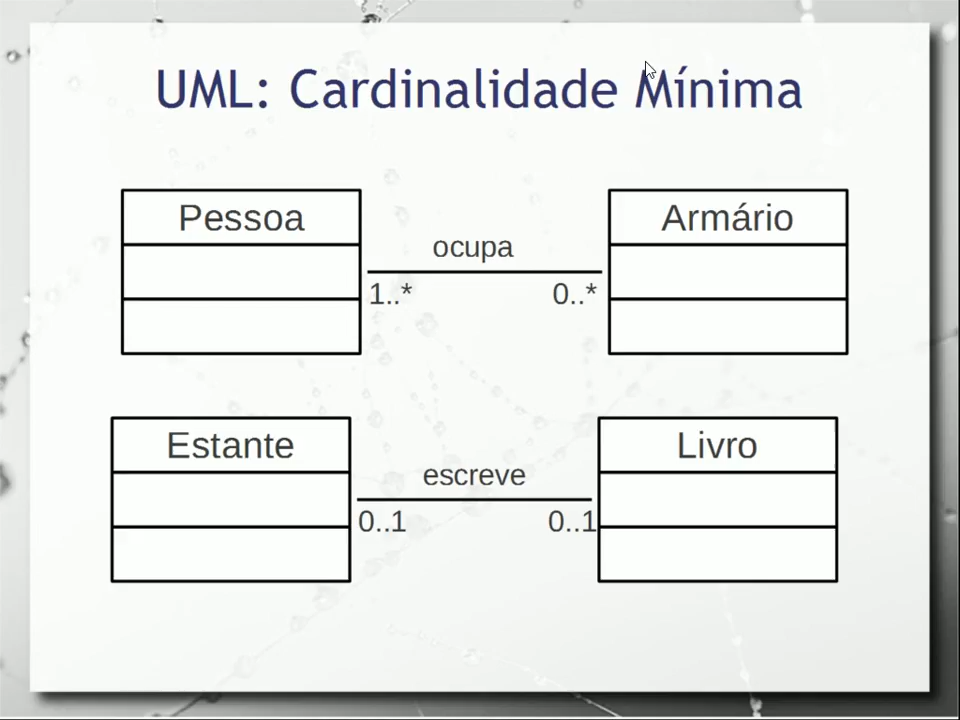 UML: Cardinalidade Mínima
Pessoa
ocupa
1..*
0..*
Armário
Estante
escreve
0..1
0..1
Livro